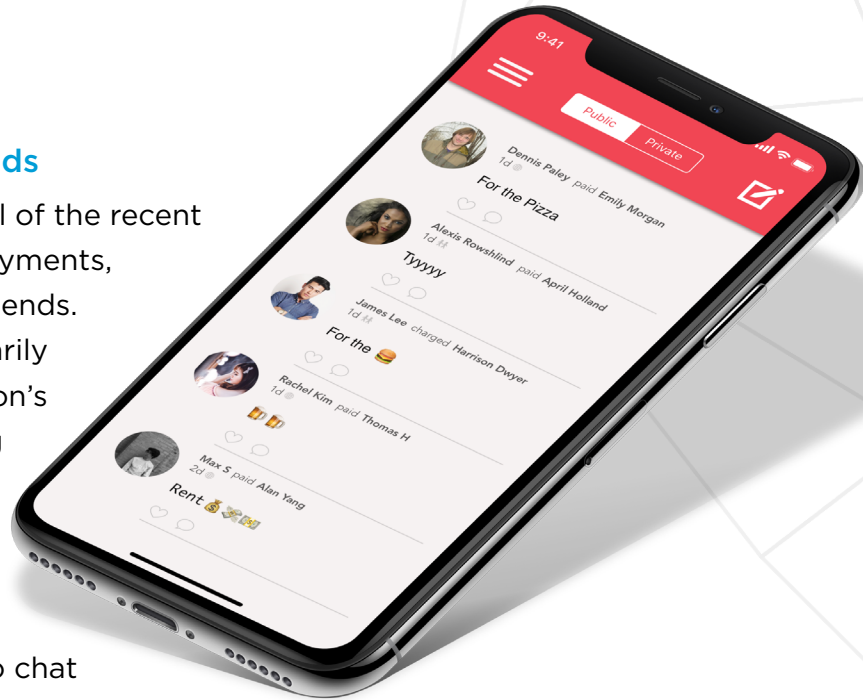 ds
l of the recent
yments,
ends.
arily
on's
o chat
9:41
Public Private
Dennis Paley paid Emily Morgan
1d
For the Pizza
Alexis Rowshlind paid April Holland
1d
Tyyyyy
James Lee charged Harrison Dwyer
1d
For the 🍔
Rachel Kim paid Thomas H
1d
🍺🍺
Max S paid Alan Yang
2d
Rent 💰💸💵